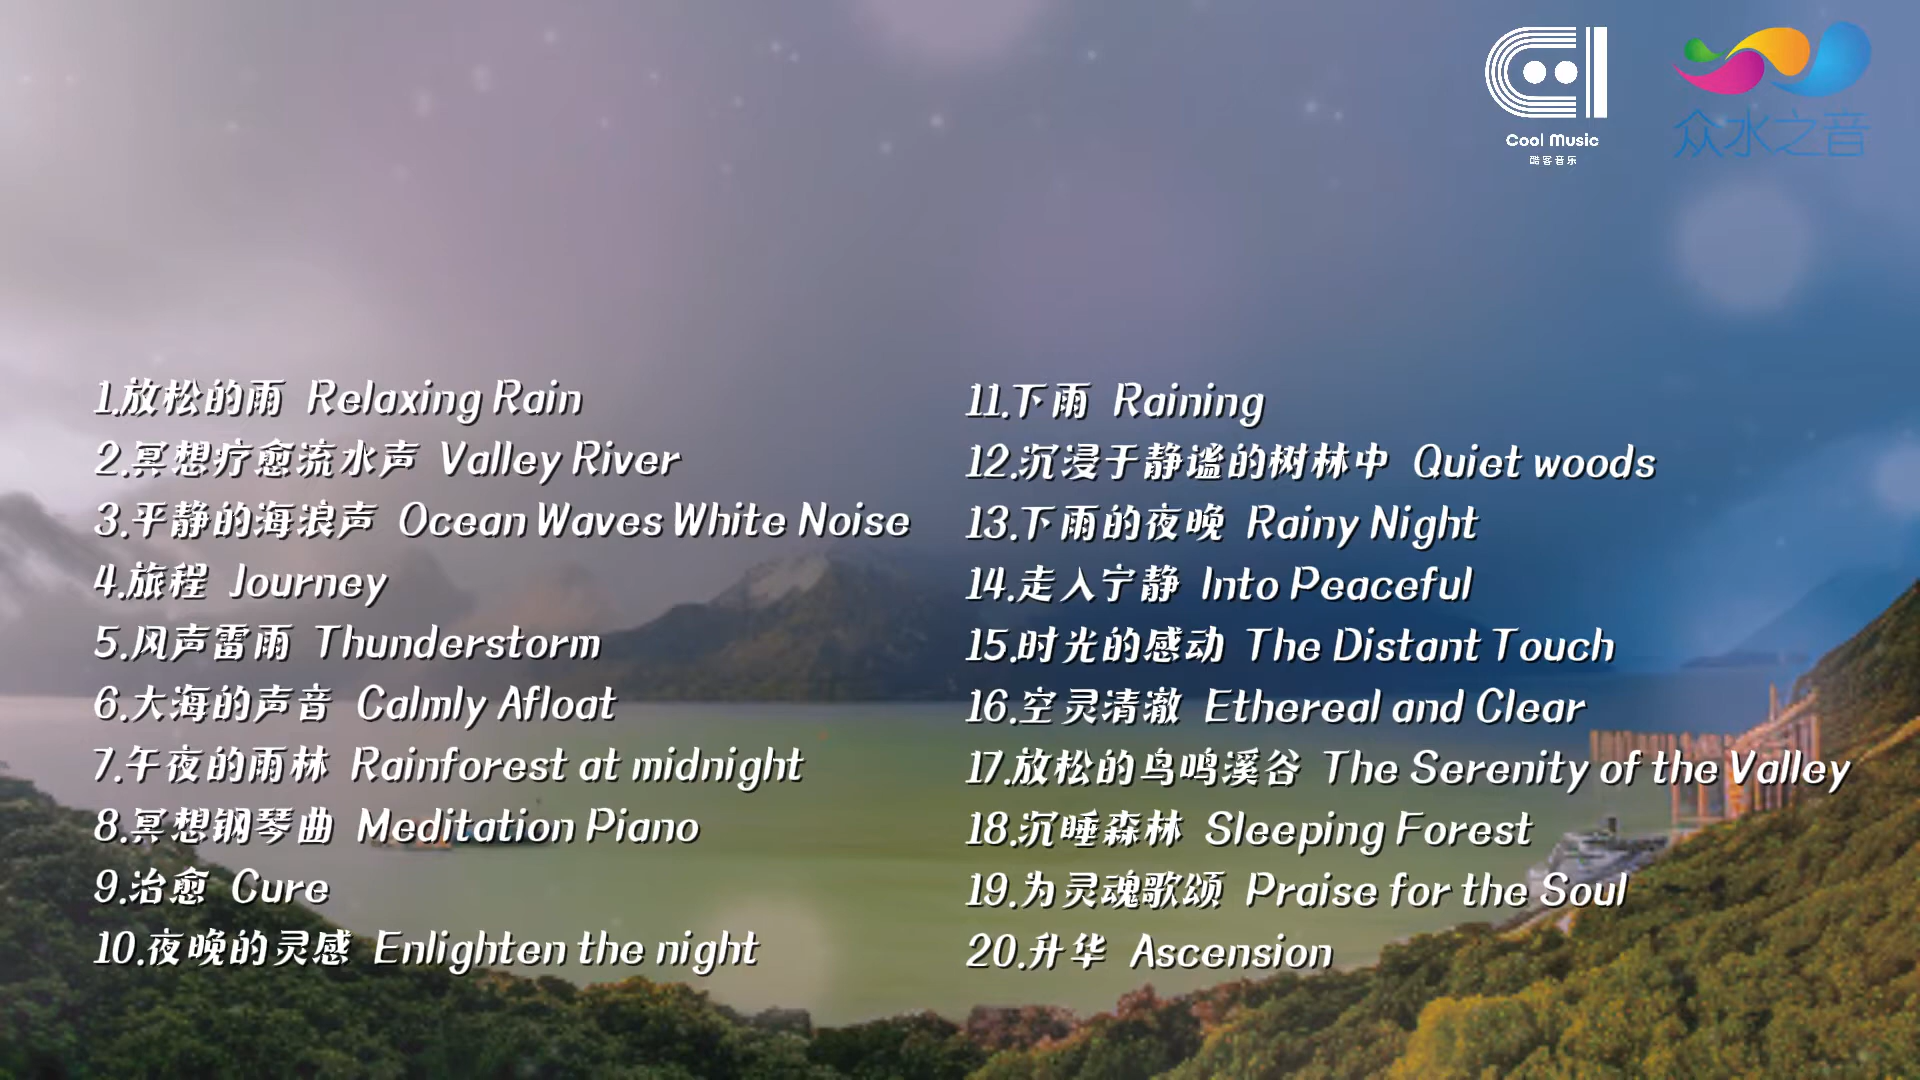 Cool Music
酷客音乐
众水之音
1.放松的雨 Relaxing Rain
2.冥想疗愈流水声 Valley River
3.平静的海浪声 Ocean Waves White Noise
4.旅程 Journey
5.风声雷雨 Thunderstorm
6.大海的声音 Calmly Afloat
7.午夜的雨林 Rainforest at midnight
8.冥想钢琴曲 Meditation Piano
9.治愈 Cure
10.夜晚的灵感 Enlighten the night
11.下雨 Raining
12.沉浸于静谧的树林中 Quiet woods
13.下雨的夜晚 Rainy Night
14.走入宁静 Into Peaceful
15.时光的感动 The Distant Touch
16.空灵清澈 Ethereal and Clear
17.放松的鸟鸣溪谷 The Serenity of the Valley
18.沉睡森林 Sleeping Forest
19.为灵魂歌颂 Praise for the Soul
20.升华 Ascension